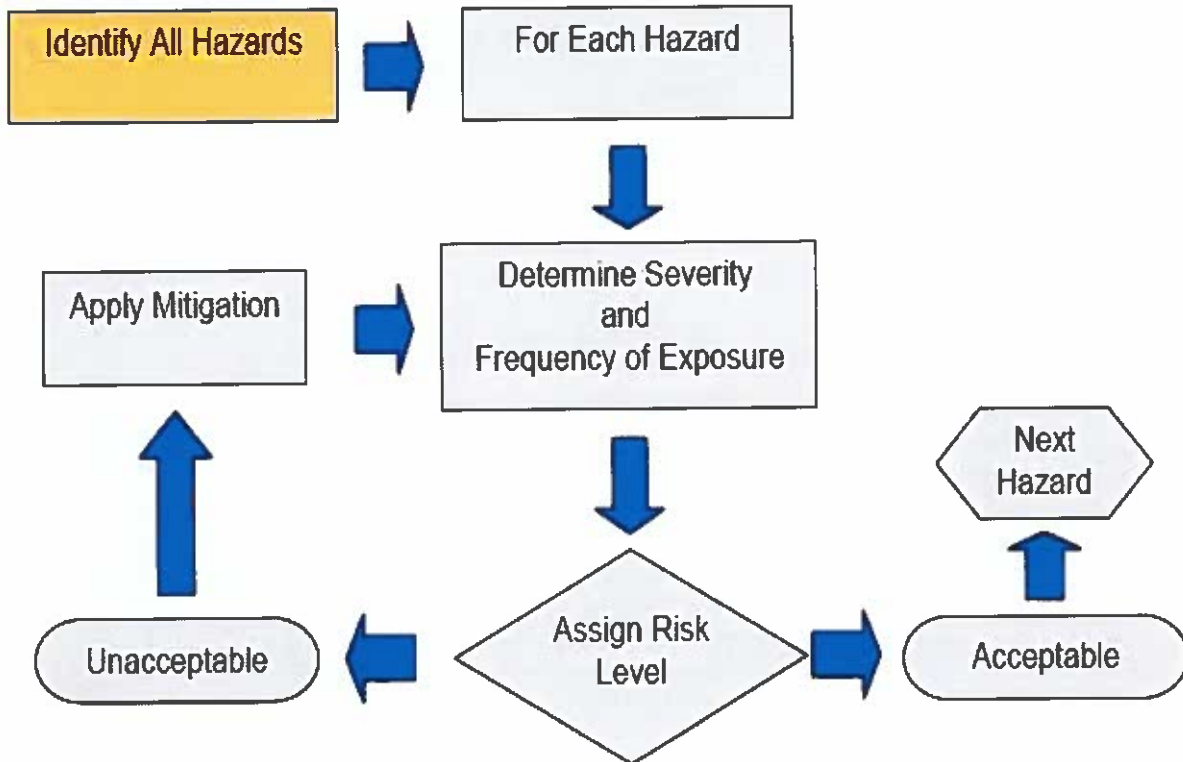 Identify All Hazards
For Each Hazard
Determine Severity
and
Frequency of Exposure
Apply Mitigation
Next
Hazard
Assign Risk
Level
Unacceptable
Acceptable